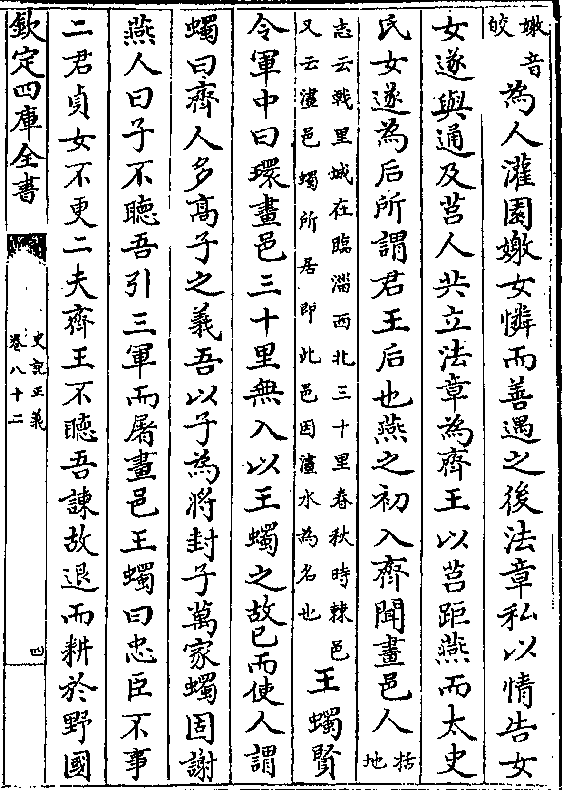 嬓音皎為人灌園嬓女憐而善遇之後法章私以情告女
女遂與通及莒人共立法章為齊王以莒距燕而太史
民女遂為后所謂君王后也燕之初入齊聞畫邑人括地
志云戟里城在臨淄西北三十里春秋時棘邑又云澅邑蠋所居即此邑因澅水為名也王蠋賢
令軍中曰環畫邑三十里無入以王蠋之故已而使人謂
蠋曰齊人多高子之義吾以子為將封子萬家蠋固謝
燕人曰子不聽吾引三軍而屠畫邑王蠋曰忠臣不事
二君貞女不更二夫齊王不聽吾諫故退而耕於野國
欽定四庫全書
史記正義
卷八十二
四